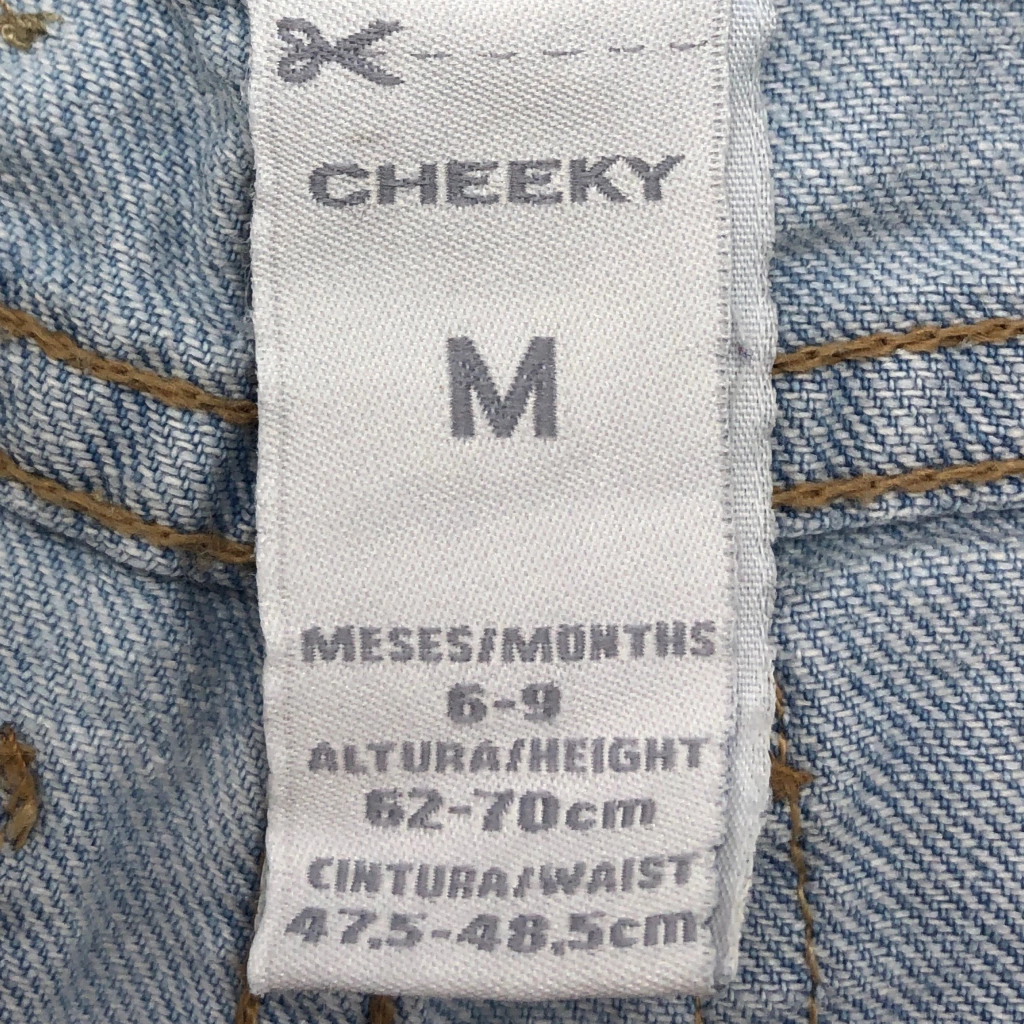 CHEEKY
M
MESES/MONTHS
6-9
ALTURA/HEIGHT
62-70cm
CINTURA/WAIST
47.5-48,5cm